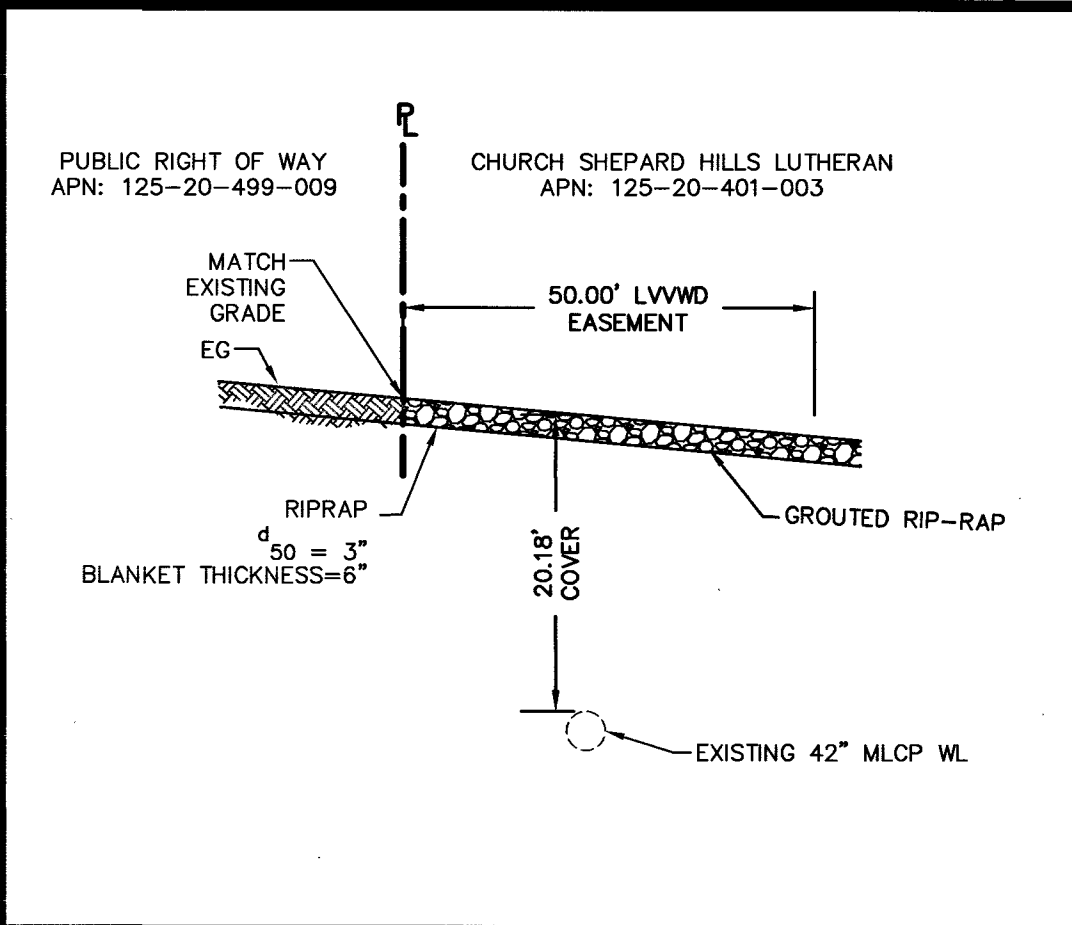 PL
PUBLIC RIGHT OF WAY
APN: 125-20-499-009
CHURCH SHEPARD HILLS LUTHERAN
APN: 125-20-401-003
MATCH
EXISTING
GRADE
50.00' LVVWD
EASEMENT
EG
RIPRAP
d50 = 3"
BLANKET THICKNESS=6"
GROUTED RIP-RAP
20.18'
COVER
EXISTING 42" MLCP WL